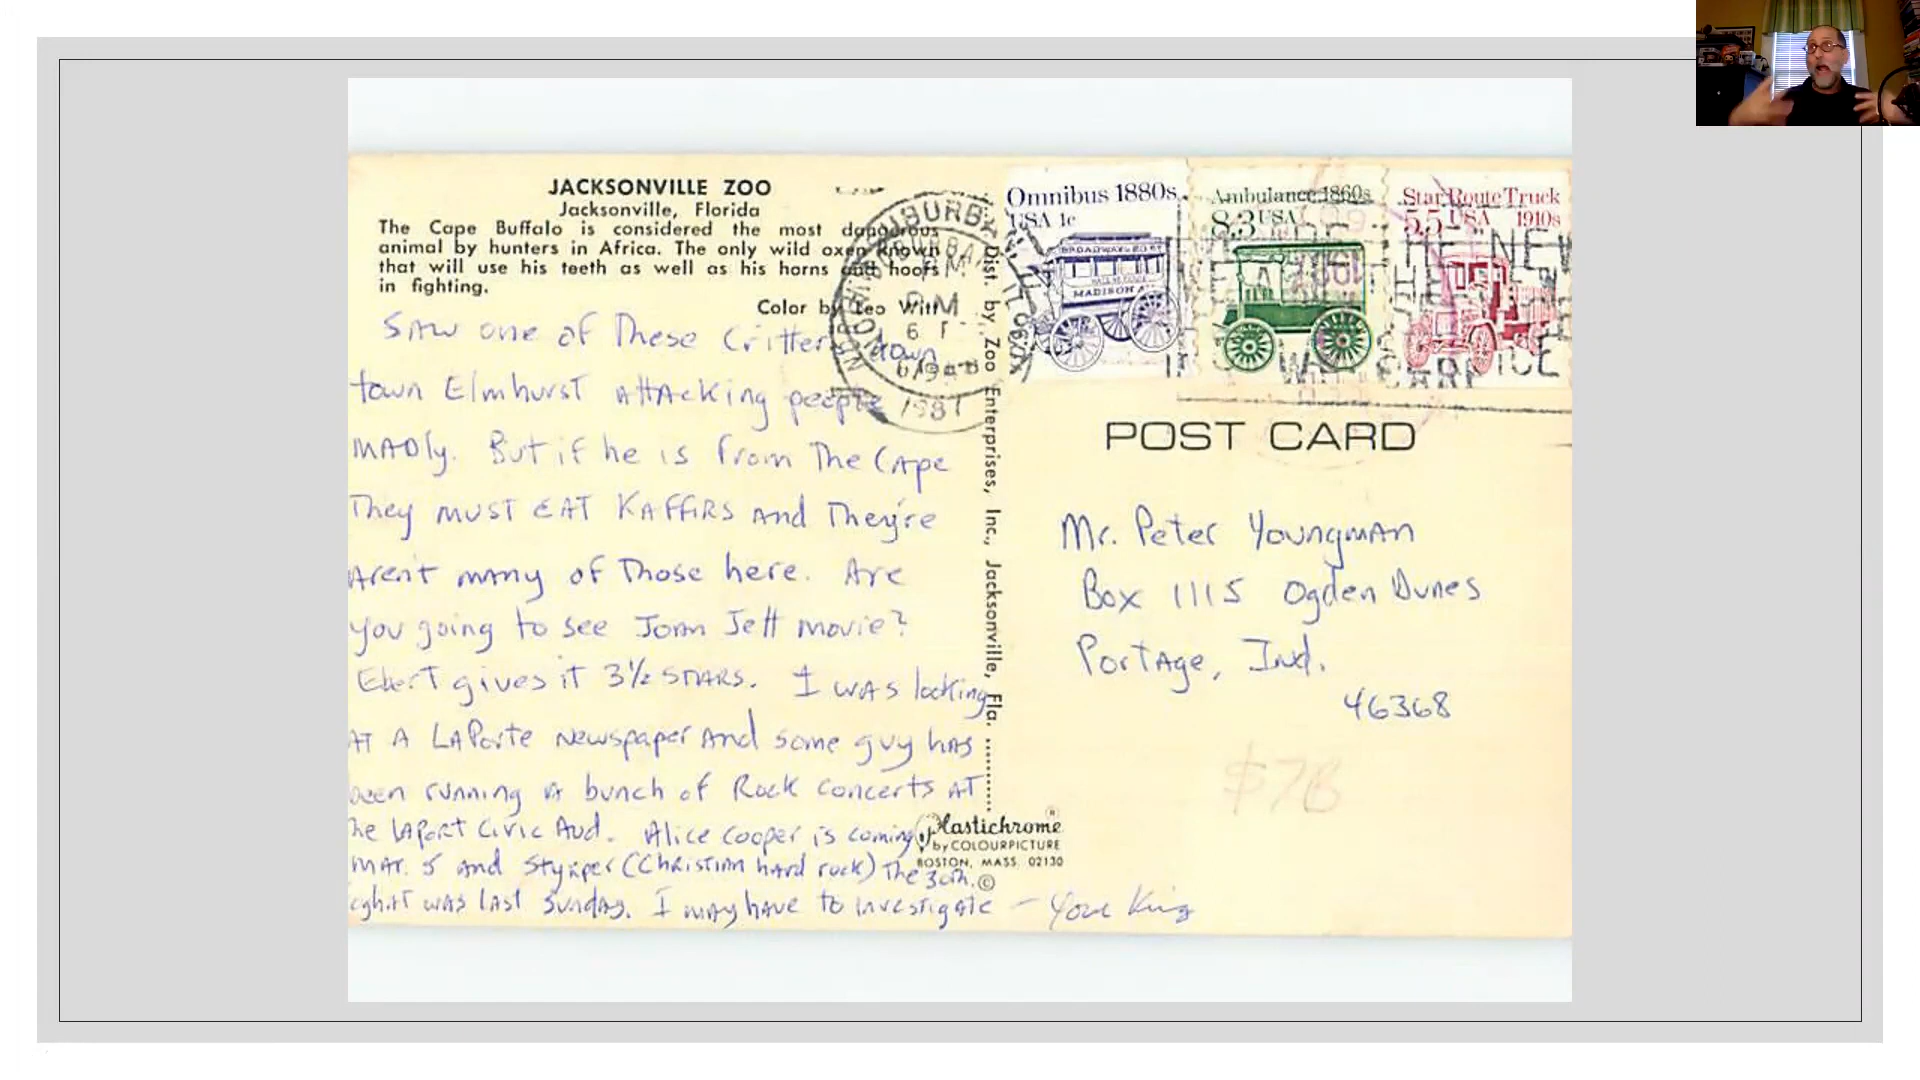 JACKSONVILLE ZOO
Jacksonville, Florida
The Cape Buffalo is considered the most dangerous
animal by hunters in Africa. The only wild oxen known
that will use his teeth as well as his horns and hoofs
in fighting.
Color by Leo Witt
Saw one of These Critters down
town Elmhurst Attacking people
MADly. But if he is from The Cape
They must EAT KAFFIRS and They're
Aren't many of Those here. Are
you going to see Joan Jett movie?
Ebert gives it 3½ STARS. I was looking
AT A LAPorte Newspaper and some guy has
been running a bunch of Rock concerts AT
he LAPort Civic Aud. Alice Cooper is coming
Mar. 5 and Stryper (Christian hard rock) The 30th.
ght was last Sunday. I may have to investigate – Your King
Dist. by Zoo Enterprises, Inc., Jacksonville, Fla.
Plastichrome®
by COLOURPICTURE
BOSTON, MASS. 02130
©
SUBURBAN, IL
PM
6
1987
Omnibus 1880s
USA 1c
MADISON A
Ambulance 1860s
8.3 USA
Star Route Truck
5.5 USA 1910s
POST CARD
Mr. Peter Youngman
Box 1115 Ogden Dunes
Portage, Ind.
46368